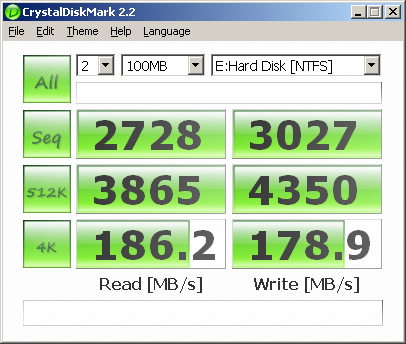 CrystalDiskMark 2.2
File Edit Theme Help Language
All 2 100MB E:Hard Disk [NTFS]
Seq 2728 3027
512K 3865 4350
4K 186.2 178.9
Read [MB/s] Write [MB/s]